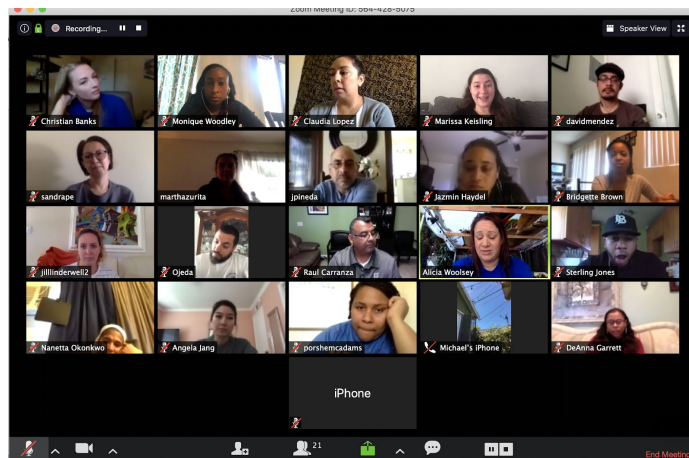 Zoom Meeting ID: 564-428-5075
Recording...
Speaker View
Christian Banks
Monique Woodley
Claudia Lopez
Marissa Keisling
davidmendez
sandrape
marthazurita
jpineda
Jazmin Haydel
Bridgette Brown
jilllinderwell2
Ojeda
Raul Carranza
Alicia Woolsey
Sterling Jones
Nanetta Okonkwo
Angela Jang
porshemcadams
Michael's iPhone
DeAnna Garrett
iPhone
21
End Meeting